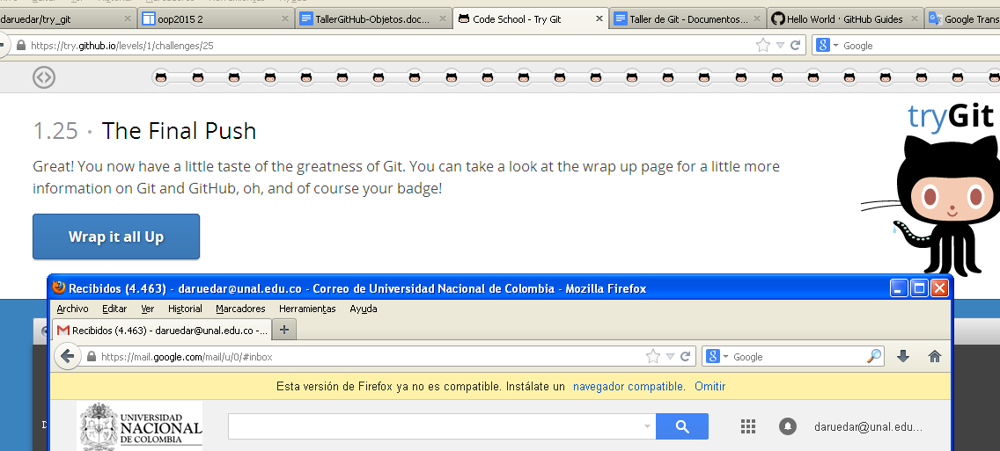 daruedar/try_git
oop2015 2
TallerGitHub-Objetos.doc...
Code School - Try Git
Taller de Git - Documentos...
Hello World · GitHub Guides
Google Trans
https://try.github.io/levels/1/challenges/25
Google
1.25 · The Final Push
tryGit
Great! You now have a little taste of the greatness of Git. You can take a look at the wrap up page for a little more
information on Git and GitHub, oh, and of course your badge!
Wrap it all Up
Recibidos (4.463) - daruedar@unal.edu.co - Correo de Universidad Nacional de Colombia - Mozilla Firefox
Archivo Editar Ver Historial Marcadores Herramientas Ayuda
Recibidos (4.463) - daruedar@unal.edu.co -...
https://mail.google.com/mail/u/0/#inbox
Google
Esta versión de Firefox ya no es compatible. Instálate un navegador compatible. Omitir
UNIVERSIDAD
NACIONAL
DE COLOMBIA
daruedar@unal.edu...